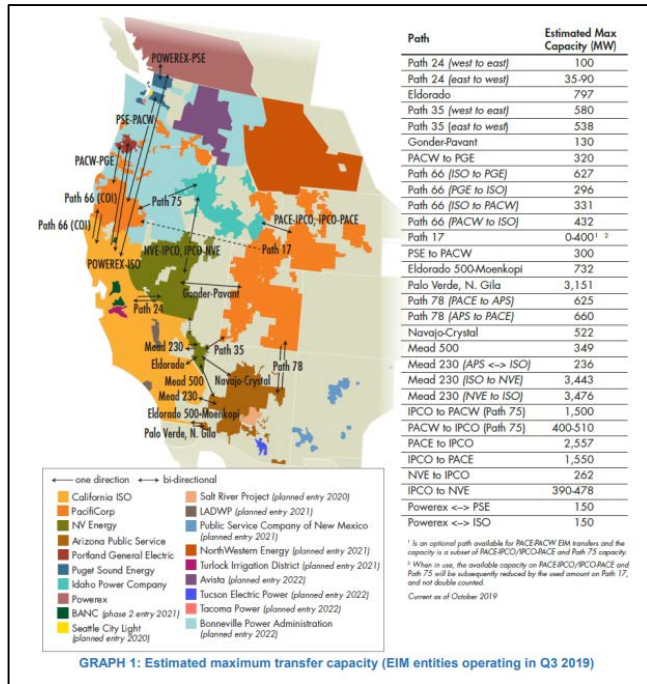 POWEREX-PSE
PSE-PACW
PACW-PGE
Path 66 (COI)
Path 75
Path 66 (COI)
PACE-IPCO, IPCO-PACE
NVE-IPCO, IPCO-NVE
Path 17
POWEREX-ISO
Gonder-Pavant
Path 24
Mead 230
Path 35
Eldorado
Path 78
Mead 500
Navajo-Crystal
Mead 230
Eldorado 500-Moenkopi
Palo Verde, N. Gila
one direction
bi-directional
California ISO
PacifiCorp
NV Energy
Arizona Public Service
Portland General Electric
Puget Sound Energy
Idaho Power Company
Powerex
BANC (phase 2 entry 2021)
Seattle City Light
(planned entry 2020)
Salt River Project (planned entry 2020)
LADWP (planned entry 2021)
Public Service Company of New Mexico
(planned entry 2021)
NorthWestern Energy (planned entry 2021)
Turlock Irrigation District (planned entry 2021)
Avista (planned entry 2022)
Tucson Electric Power (planned entry 2022)
Tacoma Power (planned entry 2022)
Bonneville Power Administration
(planned entry 2022)
Path Estimated Max
Capacity (MW)
Path 24 (west to east) 100
Path 24 (east to west) 35-90
Eldorado 797
Path 35 (west to east) 580
Path 35 (east to west) 538
Gonder-Pavant 130
PACW to PGE 320
Path 66 (ISO to PGE) 627
Path 66 (PGE to ISO) 296
Path 66 (ISO to PACW) 331
Path 66 (PACW to ISO) 432
Path 17 0-400¹ ²
PSE to PACW 300
Eldorado 500-Moenkopi 732
Palo Verde, N. Gila 3,151
Path 78 (PACE to APS) 625
Path 78 (APS to PACE) 660
Navajo-Crystal 522
Mead 500 349
Mead 230 (APS <-> ISO) 236
Mead 230 (ISO to NVE) 3,443
Mead 230 (NVE to ISO) 3,476
IPCO to PACW (Path 75) 1,500
PACW to IPCO (Path 75) 400-510
PACE to IPCO 2,557
IPCO to PACE 1,550
NVE to IPCO 262
IPCO to NVE 390-478
Powerex <-> PSE 150
Powerex <-> ISO 150
¹ Is an optional path available for PACE-PACW EIM transfers and the
capacity is a subset of PACE-IPCO/IPCO-PACE and Path 75 capacity.
² When in use, the available capacity on PACE-IPCO/IPCO-PACE and
Path 75 will be subsequently reduced by the used amount on Path 17,
and not double counted.
Current as of October 2019
GRAPH 1: Estimated maximum transfer capacity (EIM entities operating in Q3 2019)